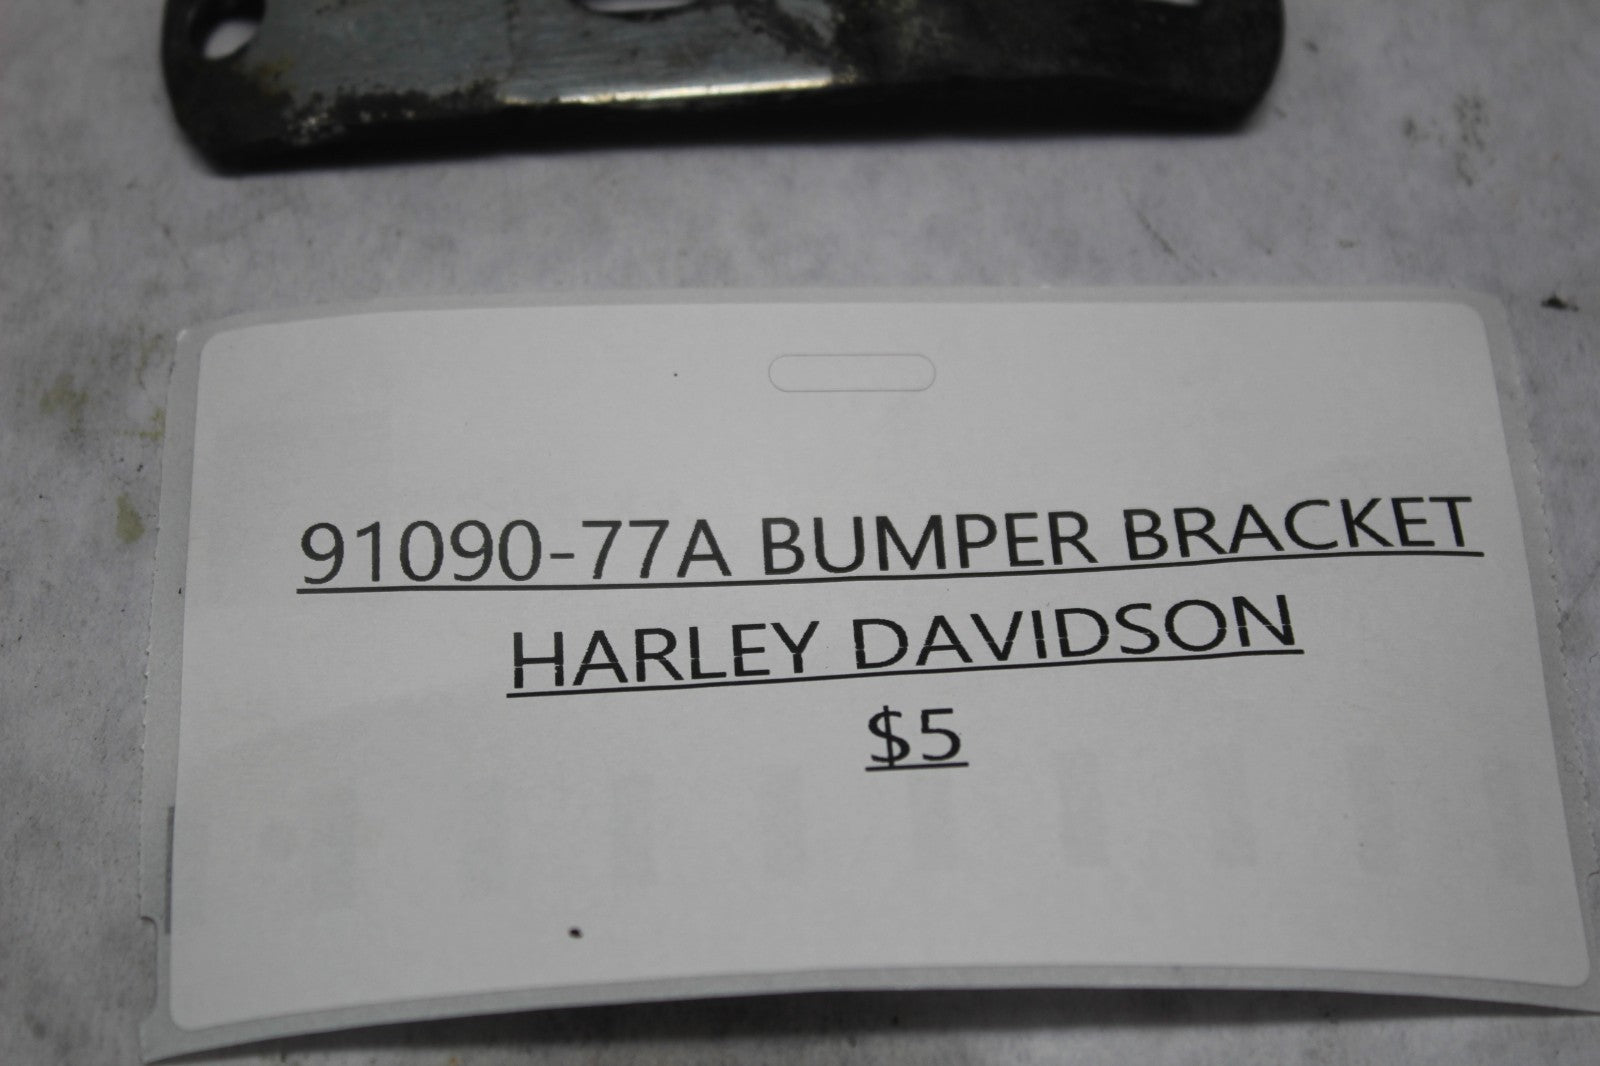 91090-77A BUMPER BRACKET
HARLEY DAVIDSON
$5